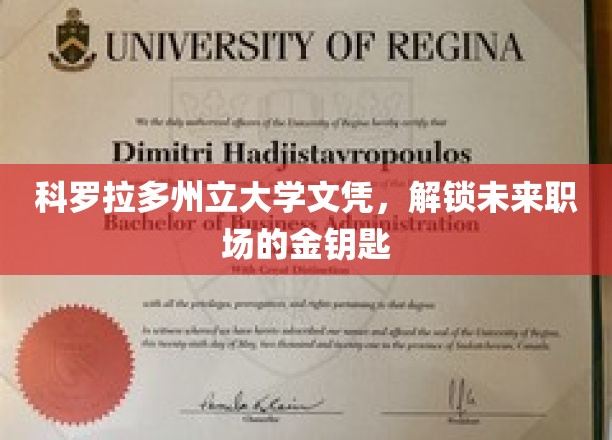 UNIVERSITY OF REGINA
We the duly authorized officers of the University of Regina hereby certify that
Dimitri Hadjistavropoulos
科罗拉多州立大学文凭，解锁未来职
场的金钥匙
Bachelor of Business Administration
With Great Distinction
with all the privileges, prerogatives, and rights pertaining to that degree
In witness whereof we have hereto subscribed our names and affixed the seal of the University of Regina,
this twenty-sixth day of May, two thousand and twenty-one in the province of Saskatchewan, Canada.
Chancellor
President